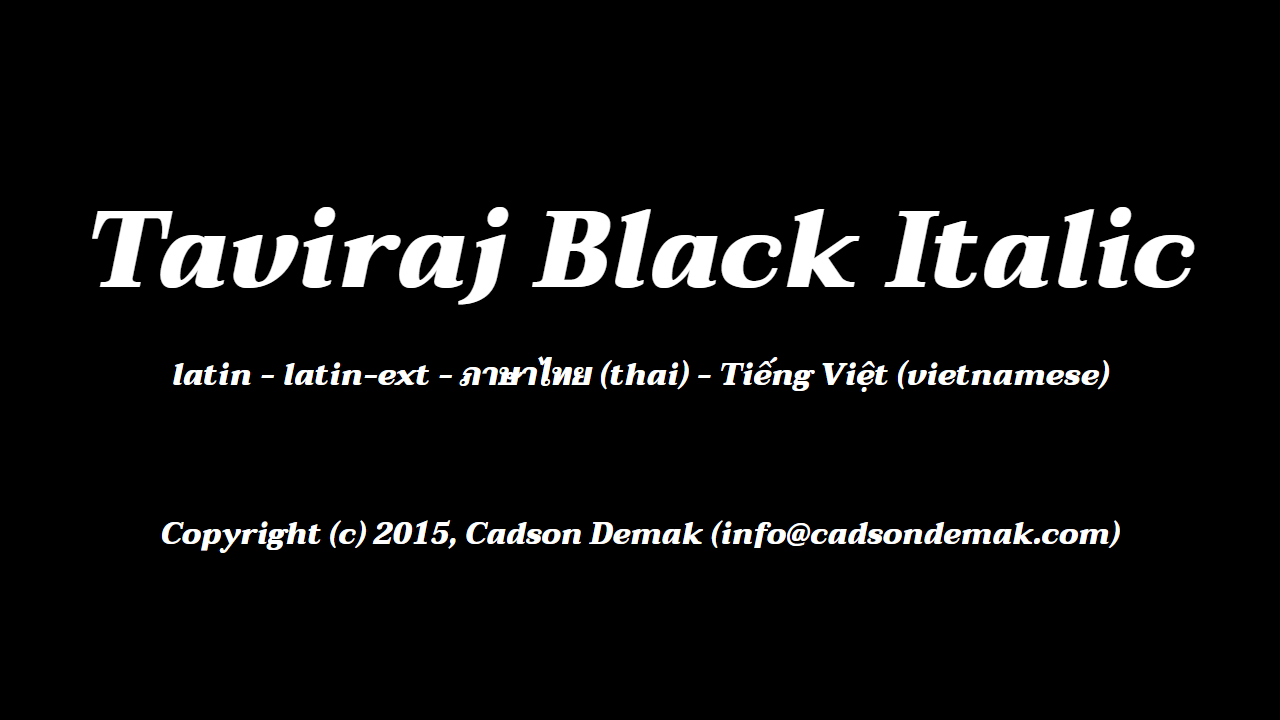 Taviraj Black Italic
latin - latin-ext - ภาษาไทย (thai) - Tiếng Việt (vietnamese)
Copyright (c) 2015, Cadson Demak (info@cadsondemak.com)